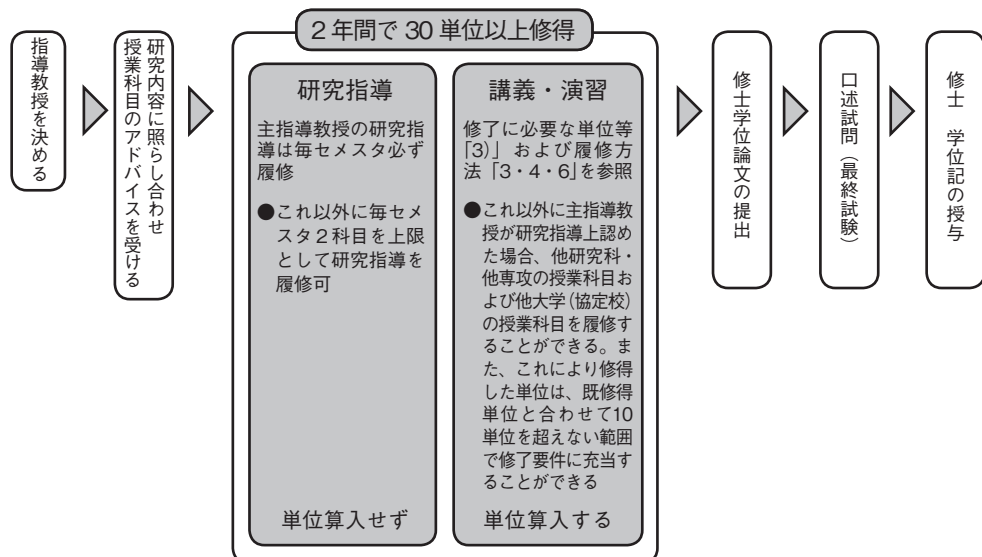 指導教授を決める
研究内容に照らし合わせ
授業科目のアドバイスを受ける
2年間で30単位以上修得
研究指導
主指導教授の研究指
導は毎セメスタ必ず
履修
●これ以外に毎セメ
スタ2科目を上限
として研究指導を
履修可
単位算入せず
講義・演習
修了に必要な単位等
「3)」および履修方
法「3・4・6」を参照
●これ以外に主指導教
授が研究指導上認め
た場合、他研究科・
他専攻の授業科目お
よび他大学(協定校)
の授業科目を履修す
ることができる。ま
た、これにより修得
した単位は、既修得
単位と合わせて10
単位を超えない範囲
で修了要件に充当す
ることができる
単位算入する
修士学位論文の提出
口述試問(最終試験)
修士 学位記の授与